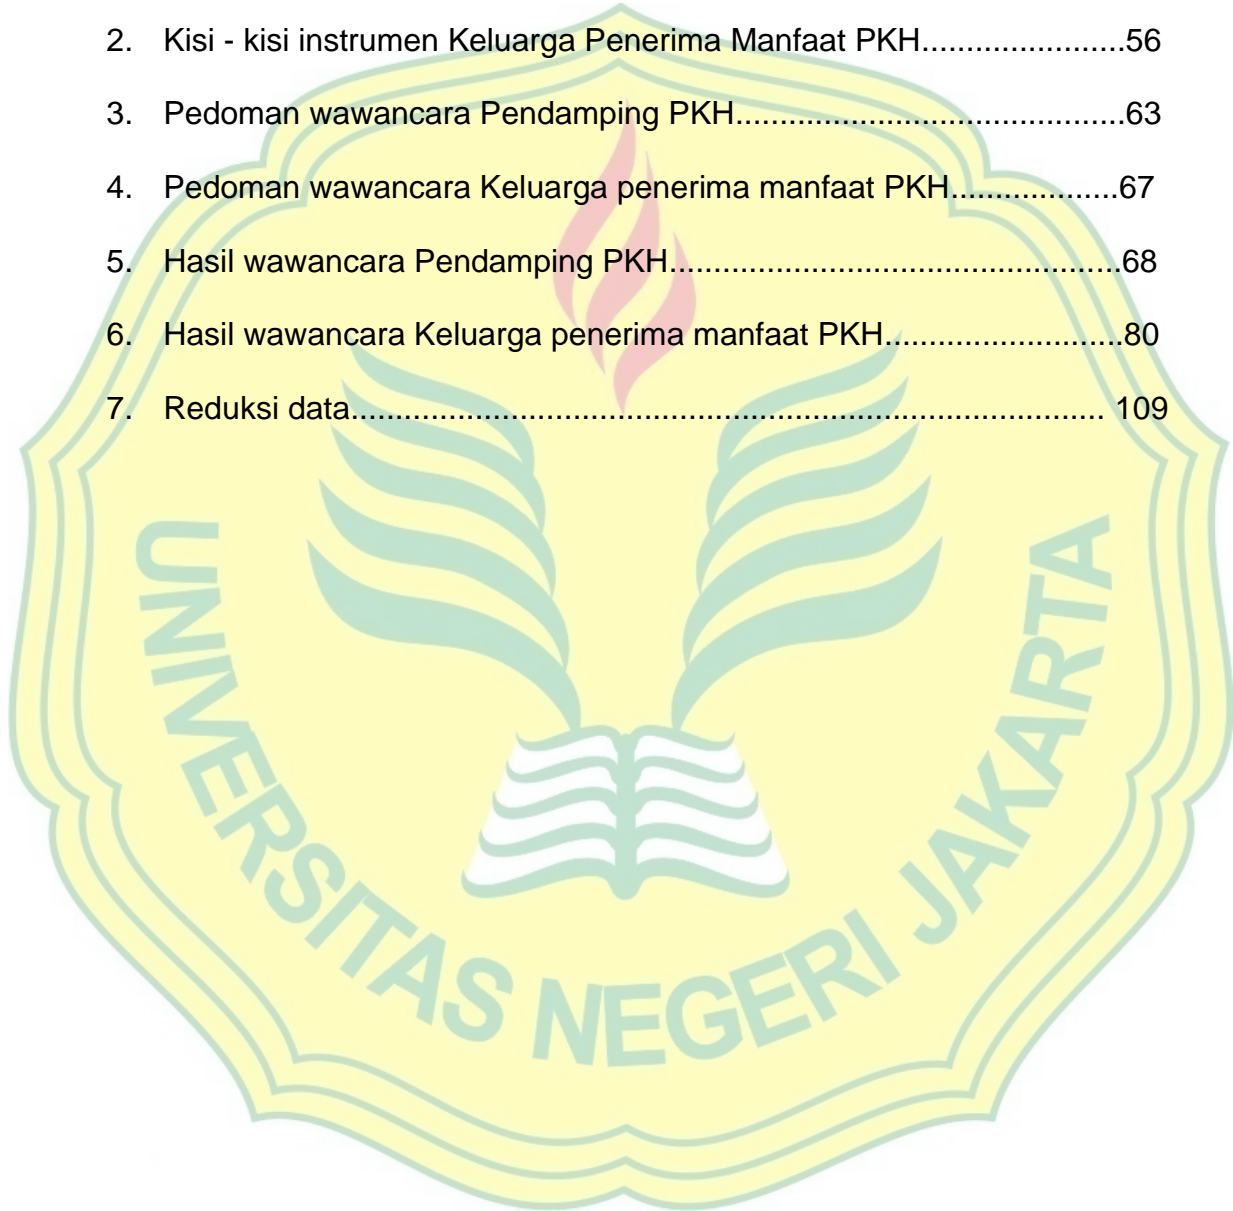 2. Kisi - kisi instrumen Keluarga Penerima Manfaat PKH.......................56
3. Pedoman wawancara Pendamping PKH............................................63
4. Pedoman wawancara Keluarga penerima manfaat PKH...................67
5. Hasil wawancara Pendamping PKH...................................................68
6. Hasil wawancara Keluarga penerima manfaat PKH...........................80
7. Reduksi data..................................................................................... 109
UNIVERSITAS NEGERI JAKARTA